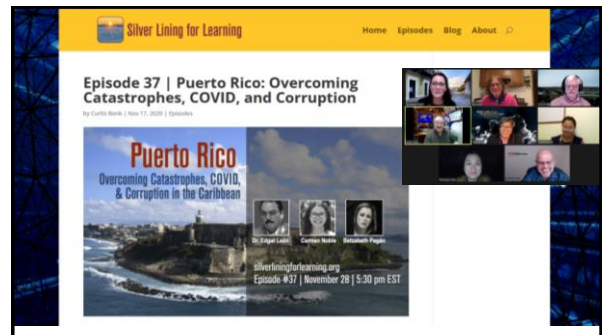 Silver Lining for Learning
Home Episodes Blog About
Episode 37 | Puerto Rico: Overcoming
Catastrophes, COVID, and Corruption
by Curtis Bonk | Nov 17, 2020 | Episodes
Puerto Rico
Overcoming Catastrophes, COVID,
& Corruption in the Caribbean
Dr. Edgar León Carmen Noble Betzabeth Pagán
silverliningforlearning.org
Episode #37 | November 28 | 5:30 pm EST